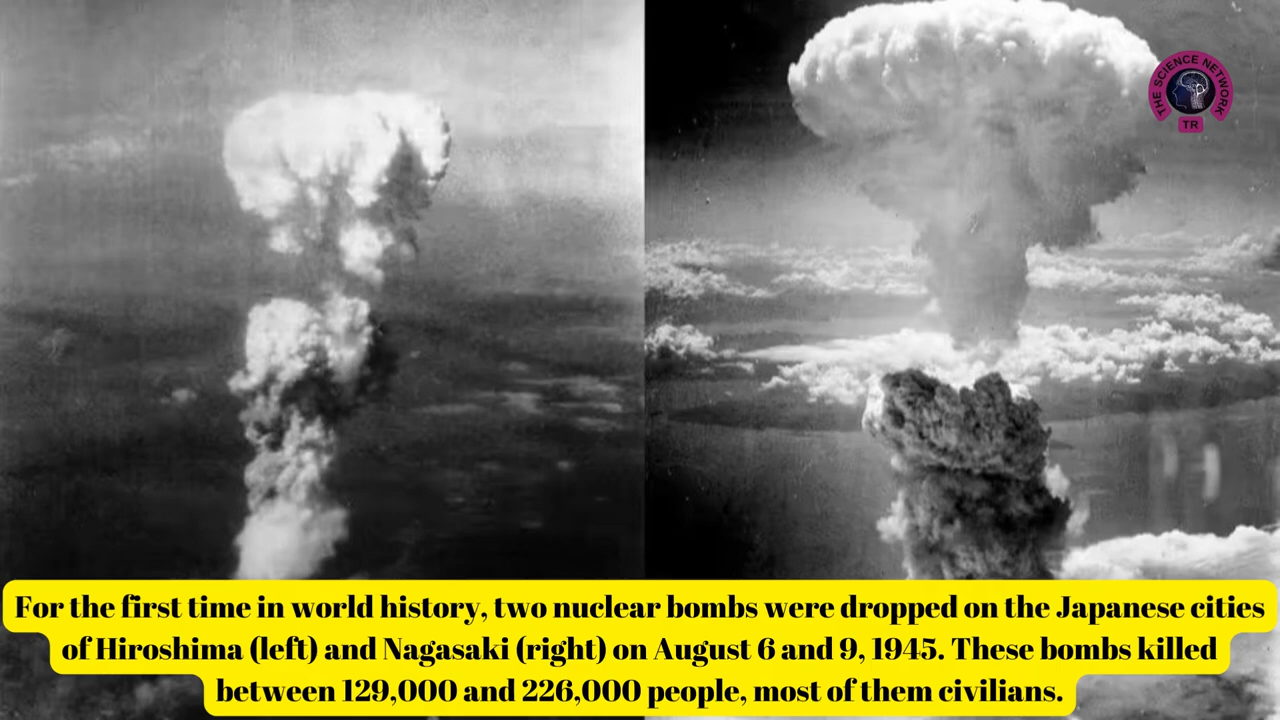 THE SCIENCE NETWORK
TR
For the first time in world history, two nuclear bombs were dropped on the Japanese cities
of Hiroshima (left) and Nagasaki (right) on August 6 and 9, 1945. These bombs killed
between 129,000 and 226,000 people, most of them civilians.